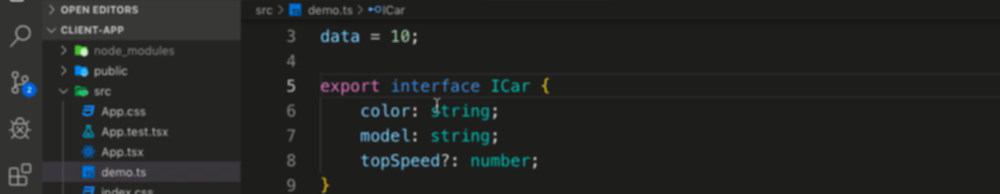 OPEN EDITORS
CLIENT-APP
node_modules
public
src
App.css
App.test.tsx
App.tsx
demo.ts
index.css
2
src > demo.ts > ICar
3 data = 10;
4
5 export interface ICar {
6 color: string;
7 model: string;
8 topSpeed?: number;
9 }